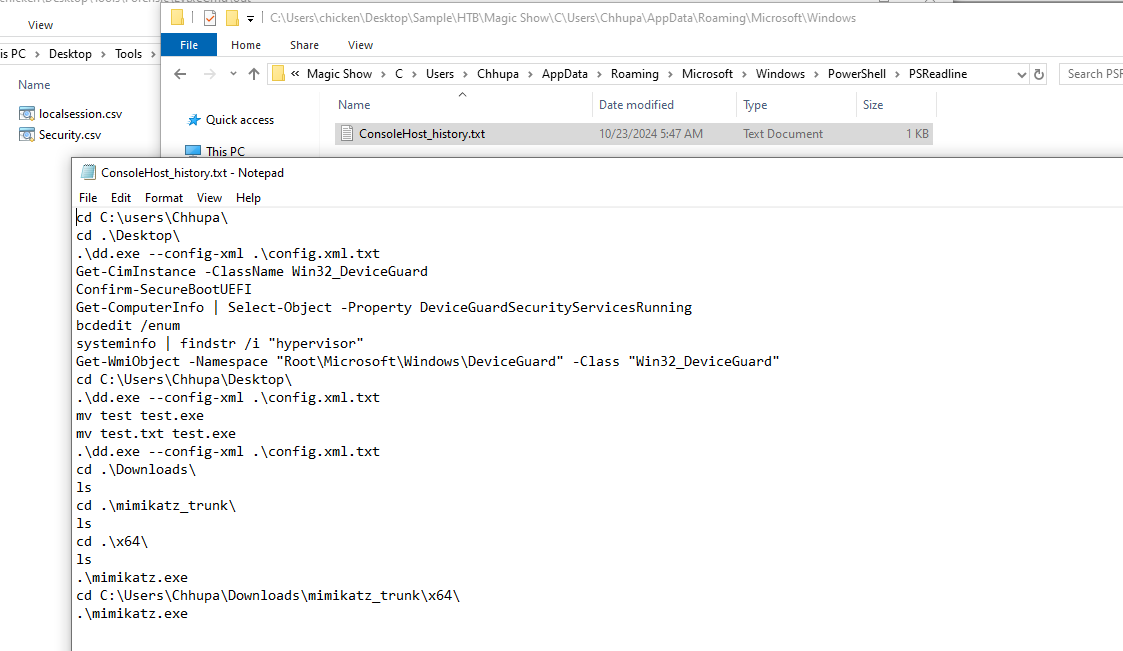 View
C:\Users\chicken\Desktop\Sample\HTB\Magic Show\C\Users\Chhupa\AppData\Roaming\Microsoft\Windows
File Home Share View
is PC > Desktop > Tools >
« Magic Show > C > Users > Chhupa > AppData > Roaming > Microsoft > Windows > PowerShell > PSReadline
Search PSF
Name
localsession.csv
Security.csv
Quick access
This PC
Name Date modified Type Size
ConsoleHost_history.txt 10/23/2024 5:47 AM Text Document 1 KB
ConsoleHost_history.txt - Notepad
File Edit Format View Help
cd C:\users\Chhupa\
cd .\Desktop\
.\dd.exe --config-xml .\config.xml.txt
Get-CimInstance -ClassName Win32_DeviceGuard
Confirm-SecureBootUEFI
Get-ComputerInfo | Select-Object -Property DeviceGuardSecurityServicesRunning
bcdedit /enum
systeminfo | findstr /i "hypervisor"
Get-WmiObject -Namespace "Root\Microsoft\Windows\DeviceGuard" -Class "Win32_DeviceGuard"
cd C:\Users\Chhupa\Desktop\
.\dd.exe --config-xml .\config.xml.txt
mv test test.exe
mv test.txt test.exe
.\dd.exe --config-xml .\config.xml.txt
cd .\Downloads\
ls
cd .\mimikatz_trunk\
ls
cd .\x64\
ls
.\mimikatz.exe
cd C:\Users\Chhupa\Downloads\mimikatz_trunk\x64\
.\mimikatz.exe